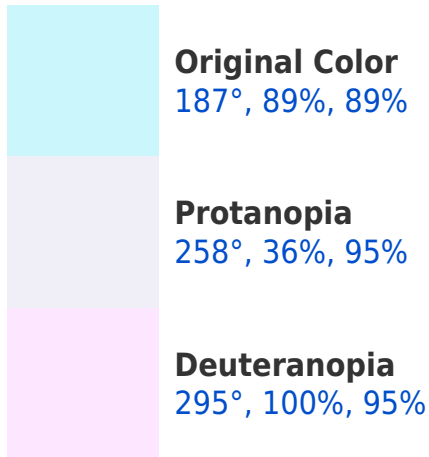 Original Color
187°, 89%, 89%
Protanopia
258°, 36%, 95%
Deuteranopia
295°, 100%, 95%